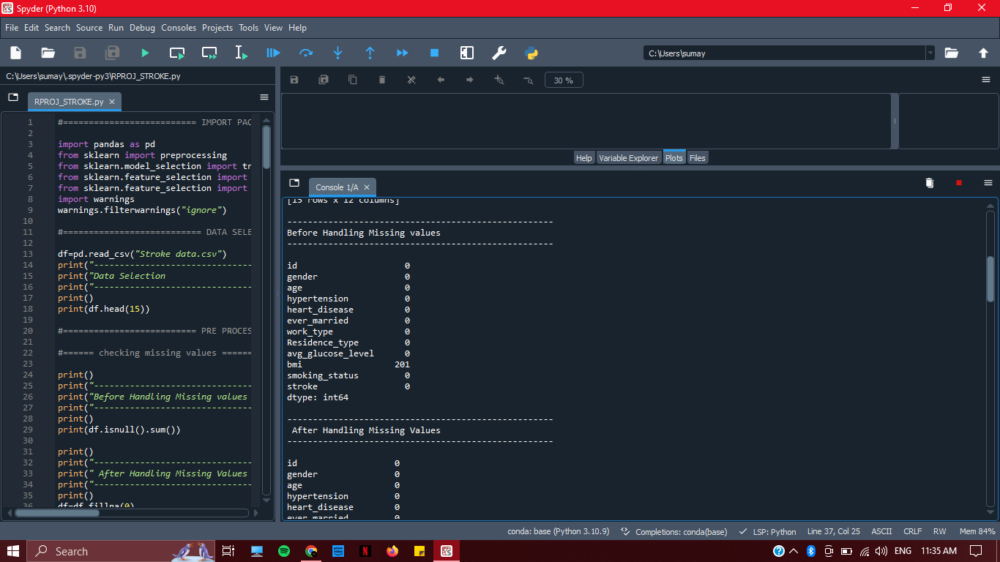 Spyder (Python 3.10)
File Edit Search Source Run Debug Consoles Projects Tools View Help
C:\Users\sumay
C:\Users\sumay\.spyder-py3\RPROJ_STROKE.py
RPROJ_STROKE.py
1 #========================== IMPORT PAC
2
3 import pandas as pd
4 from sklearn import preprocessing
5 from sklearn.model_selection import tr
6 from sklearn.feature_selection import
7 from sklearn.feature_selection import
8 import warnings
9 warnings.filterwarnings("ignore")
10
11 #=========================== DATA SELE
12
13 df=pd.read_csv("Stroke data.csv")
14 print("-------------------------------
15 print("Data Selection
16 print("-------------------------------
17 print()
18 print(df.head(15))
19
20 #========================== PRE PROCES
21
22 #====== checking missing values ======
23
24 print()
25 print("-------------------------------
26 print("Before Handling Missing values
27 print("-------------------------------
28 print()
29 print(df.isnull().sum())
30
31 print()
32 print("-------------------------------
33 print(" After Handling Missing Values
34 print("-------------------------------
35 print()
36 df=df.fillna(0)
30 %
Help Variable Explorer Plots Files
Console 1/A
[15 rows x 12 columns]
----------------------------------------------------
Before Handling Missing values
----------------------------------------------------
id 0
gender 0
age 0
hypertension 0
heart_disease 0
ever_married 0
work_type 0
Residence_type 0
avg_glucose_level 0
bmi 201
smoking_status 0
stroke 0
dtype: int64
----------------------------------------------------
After Handling Missing Values
----------------------------------------------------
id 0
gender 0
age 0
hypertension 0
heart_disease 0
ever_married 0
conda: base (Python 3.10.9) Completions: conda(base) LSP: Python Line 37, Col 25 ASCII CRLF RW Mem 84%
Search
ENG 11:35 AM